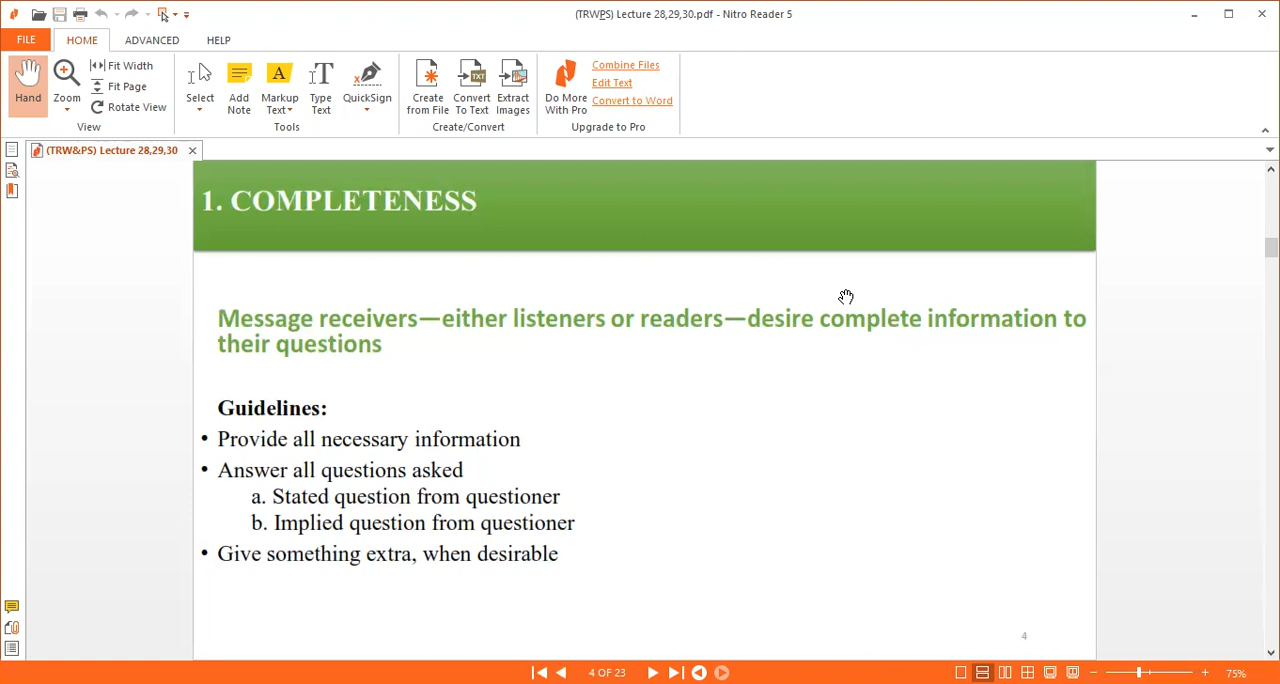 (TRWPS) Lecture 28,29,30.pdf - Nitro Reader 5
FILE HOME ADVANCED HELP
Hand
Zoom
Fit Width
Fit Page
Rotate View
View
Select
Add Note
Markup Text
Type Text
QuickSign
Tools
Create from File
Convert To Text
Extract Images
Create/Convert
Do More With Pro
Combine Files
Edit Text
Convert to Word
Upgrade to Pro
(TRW&PS) Lecture 28,29,30
1. COMPLETENESS
Message receivers—either listeners or readers—desire complete information to
their questions
Guidelines:
• Provide all necessary information
• Answer all questions asked
a. Stated question from questioner
b. Implied question from questioner
• Give something extra, when desirable
4
4 OF 23
75%